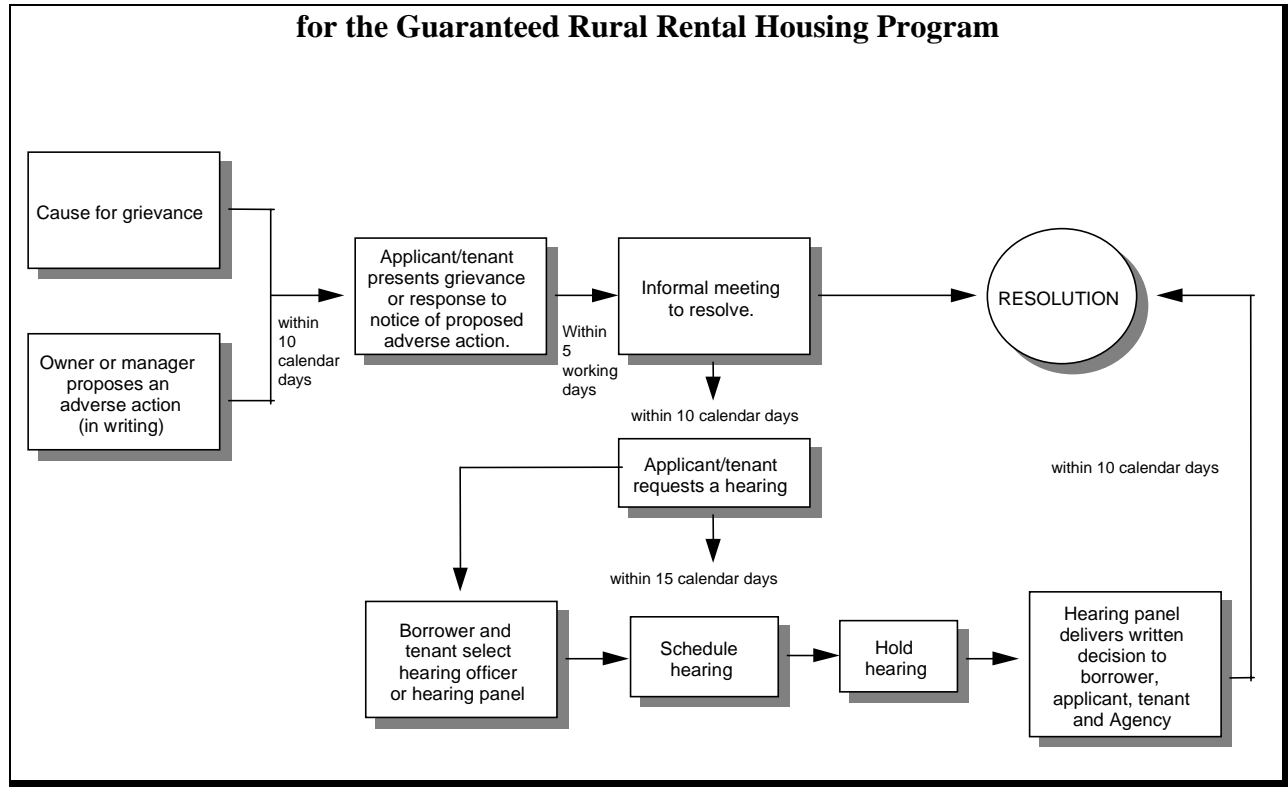 for the Guaranteed Rural Rental Housing Program
Cause for grievance
Owner or manager
proposes an
adverse action
(in writing)
within
10
calendar
days
Applicant/tenant
presents grievance
or response to
notice of proposed
adverse action.
Within
5
working
days
Informal meeting
to resolve.
RESOLUTION
within 10 calendar days
Applicant/tenant
requests a hearing
within 10 calendar days
within 15 calendar days
Borrower and
tenant select
hearing officer
or hearing panel
Schedule
hearing
Hold
hearing
Hearing panel
delivers written
decision to
borrower,
applicant, tenant
and Agency